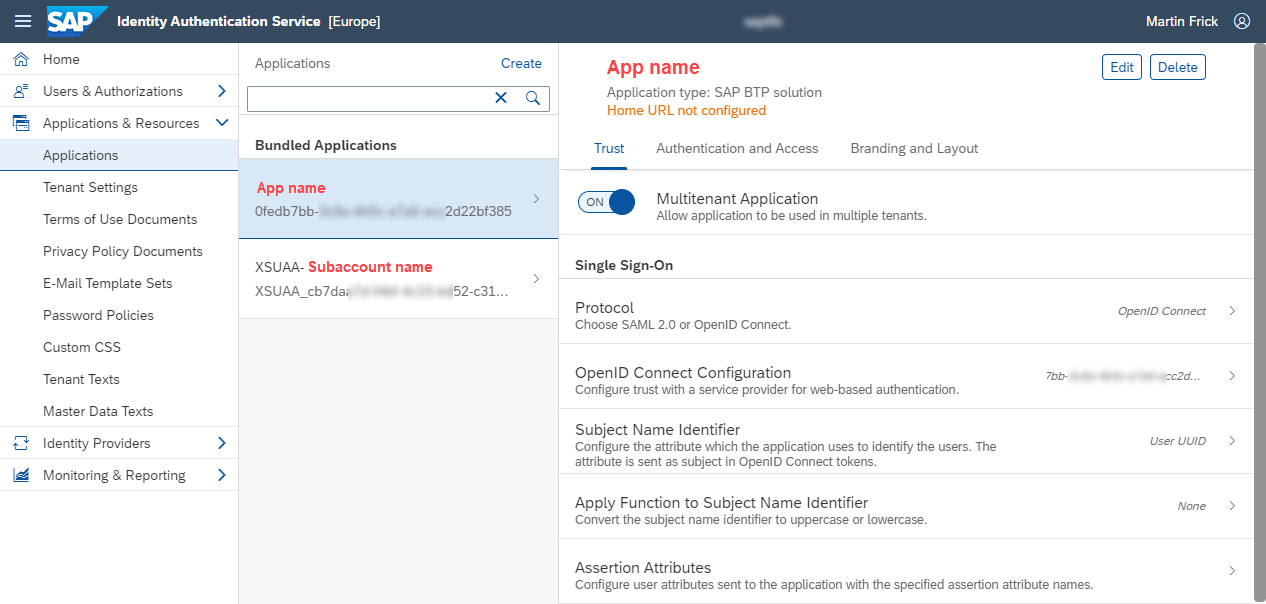 SAP Identity Authentication Service [Europe]
Martin Frick
Home
Users & Authorizations
Applications & Resources
Applications
Tenant Settings
Terms of Use Documents
Privacy Policy Documents
E-Mail Template Sets
Password Policies
Custom CSS
Tenant Texts
Master Data Texts
Identity Providers
Monitoring & Reporting
Applications
Create
Bundled Applications
App name
0fedb7bb-
2d22bf385
XSUAA- Subaccount name
XSUAA_cb7daa
52-c31...
App name
Edit
Delete
Application type: SAP BTP solution
Home URL not configured
Trust
Authentication and Access
Branding and Layout
ON
Multitenant Application
Allow application to be used in multiple tenants.
Single Sign-On
Protocol
Choose SAML 2.0 or OpenID Connect.
OpenID Connect
OpenID Connect Configuration
Configure trust with a service provider for web-based authentication.
7bb-
cc2d...
Subject Name Identifier
Configure the attribute which the application uses to identify the users. The
attribute is sent as subject in OpenID Connect tokens.
User UUID
Apply Function to Subject Name Identifier
Convert the subject name identifier to uppercase or lowercase.
None
Assertion Attributes
Configure user attributes sent to the application with the specified assertion attribute names.